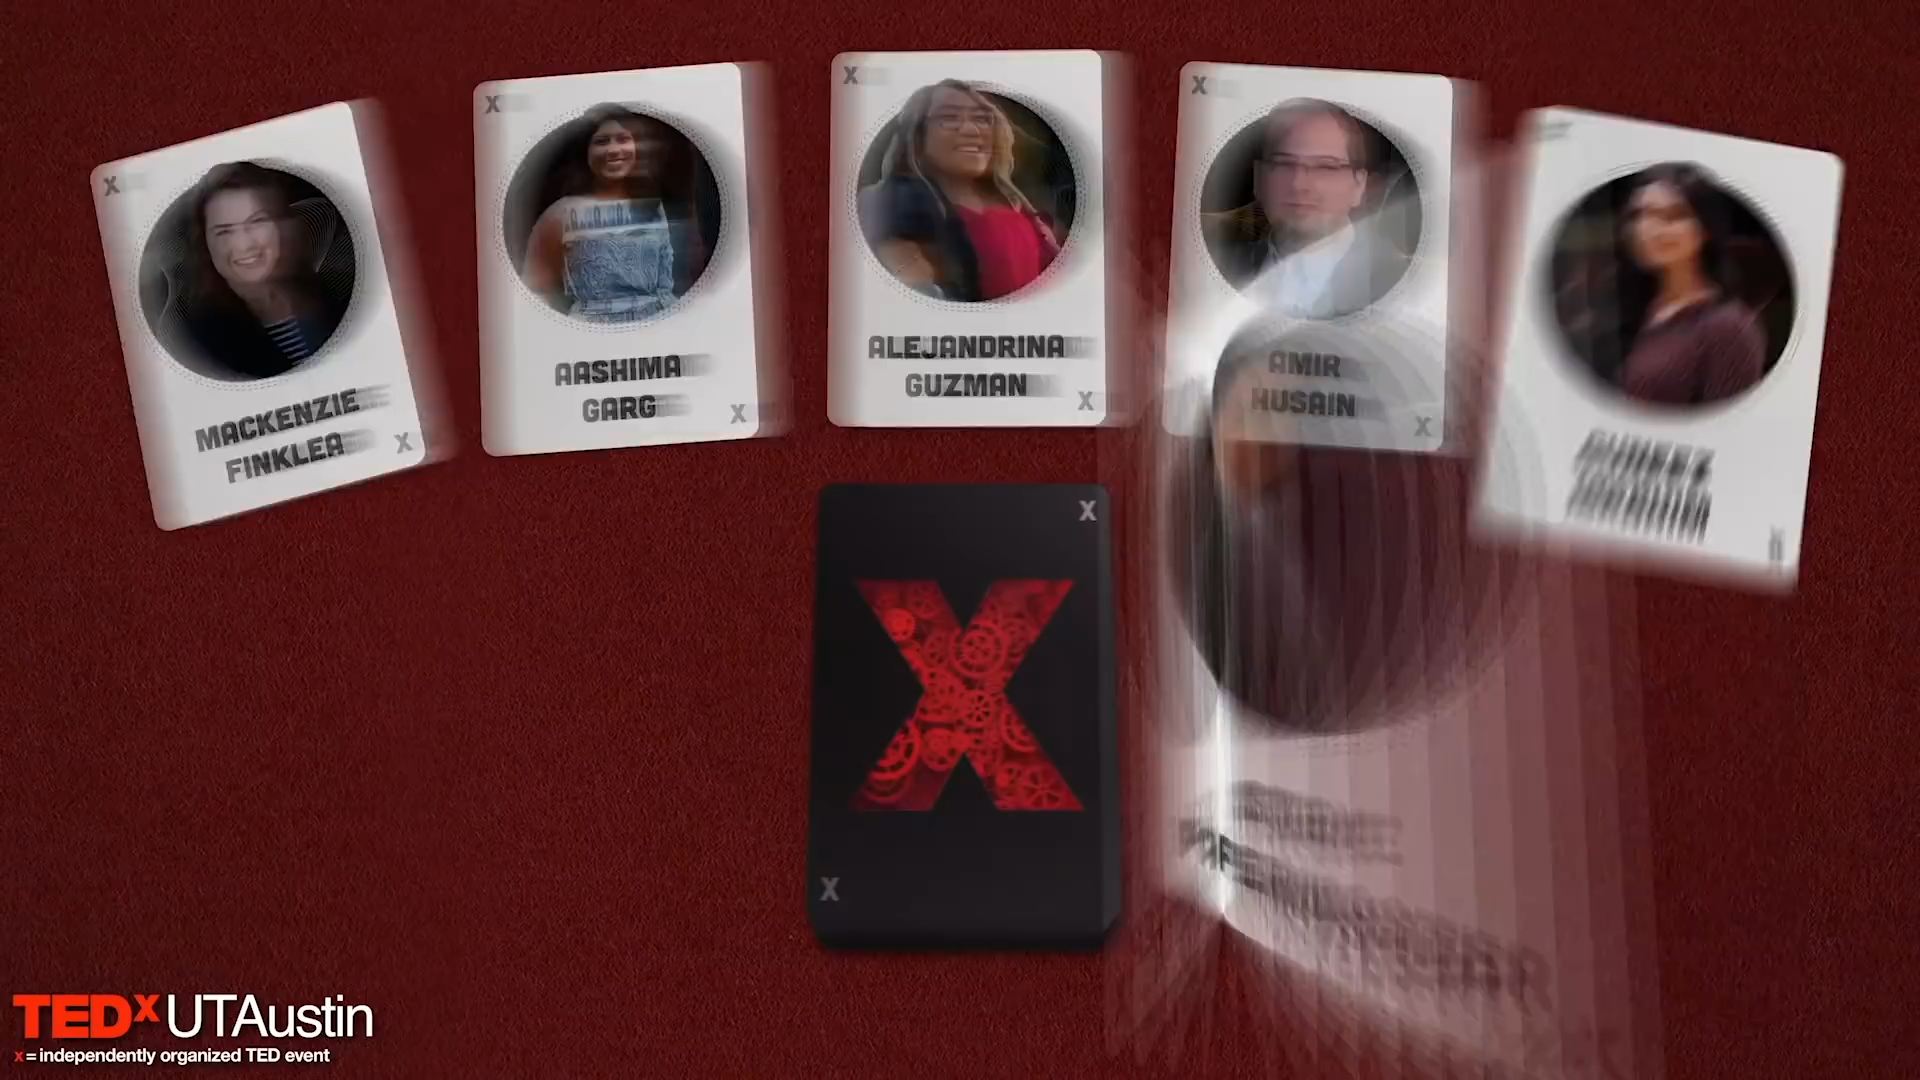 X
MACKENZIE
FINKLEA
X
X
AASHIMA
GARG
X
X
ALEJANDRINA
GUZMAN
X
X
AMIR
HUSAIN
X
X
X
X
TEDxUTAustin
x = independently organized TED event